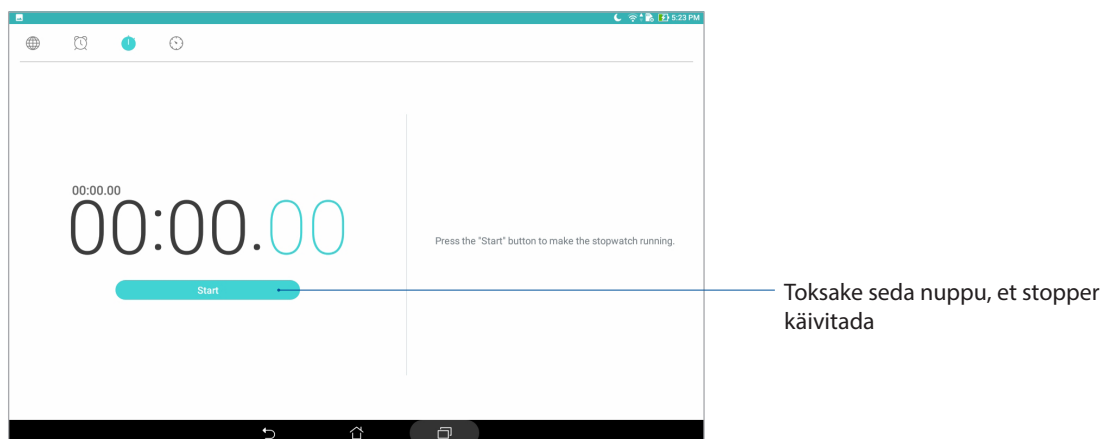 5:23 PM
00:00.00
00:00.00
Press the "Start" button to make the stopwatch running.
Start
Toksake seda nuppu, et stopper
käivitada